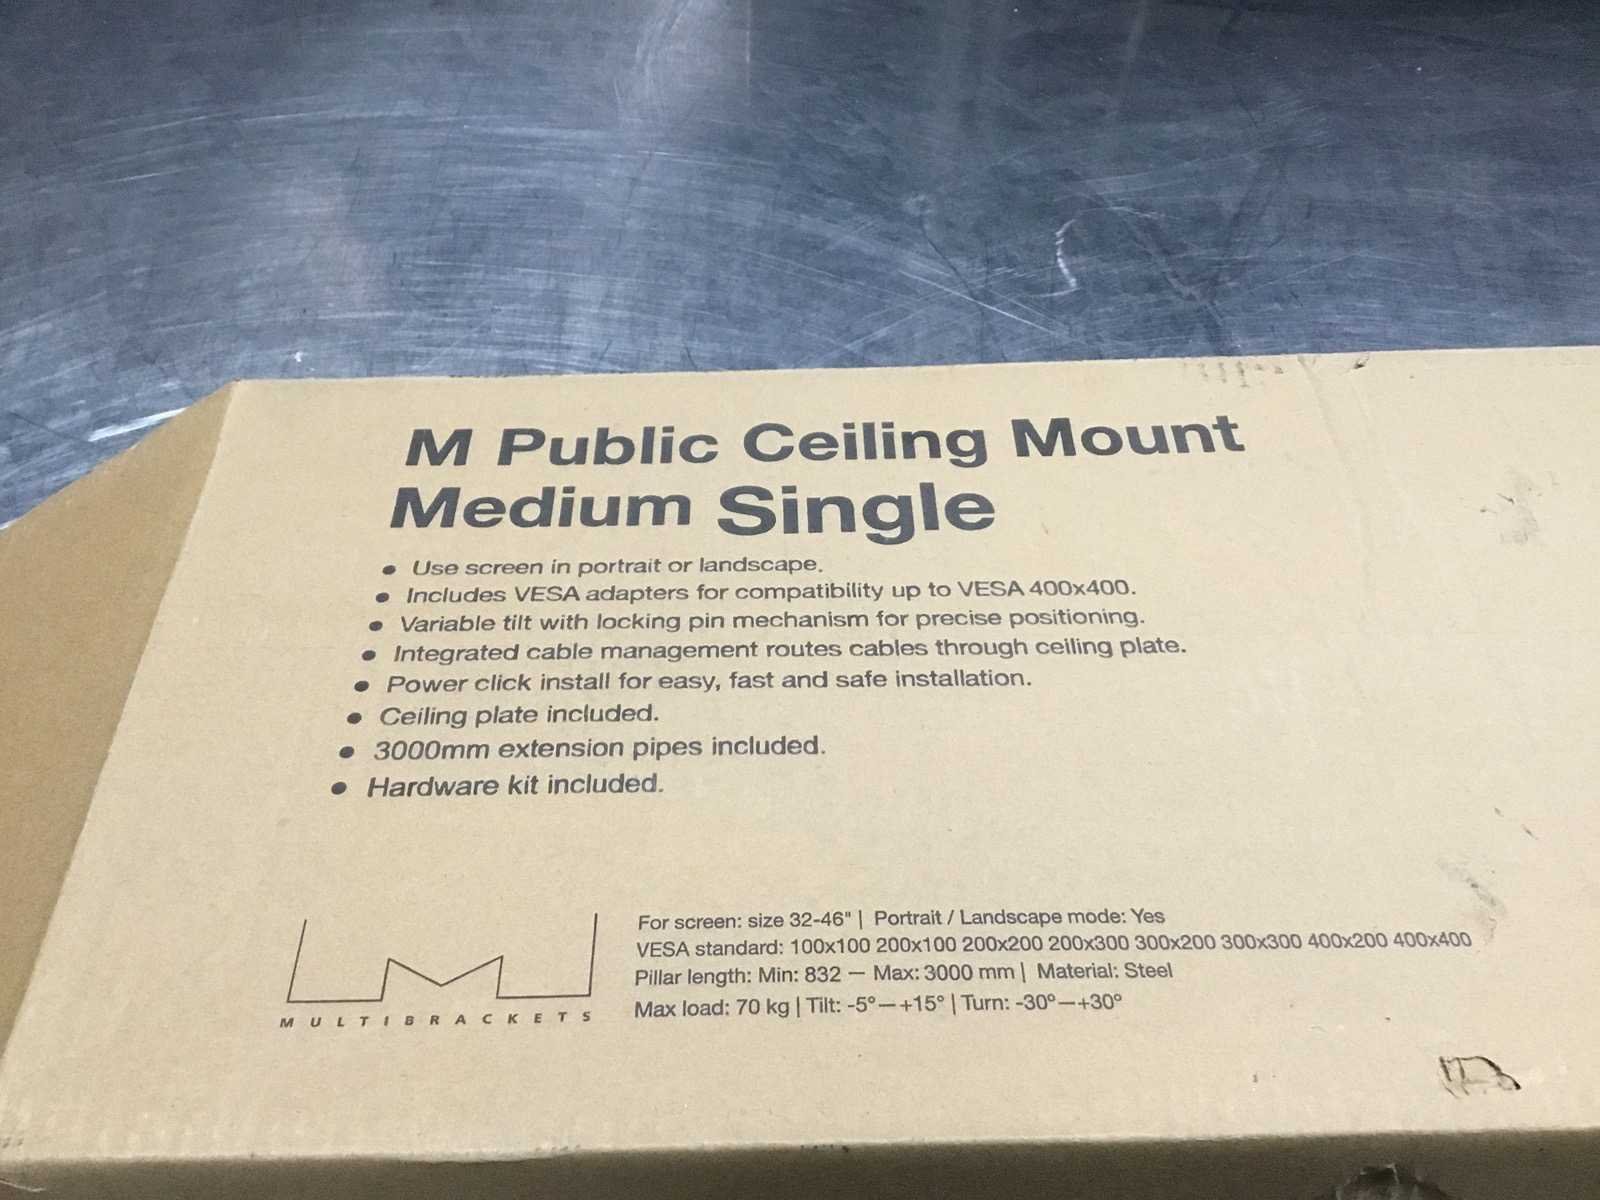 M Public Ceiling Mount
Medium Single
• Use screen in portrait or landscape.
• Includes VESA adapters for compatibility up to VESA 400x400.
• Variable tilt with locking pin mechanism for precise positioning.
• Integrated cable management routes cables through ceiling plate.
• Power click install for easy, fast and safe installation.
• Ceiling plate included.
• 3000mm extension pipes included.
• Hardware kit included.
For screen: size 32-46" | Portrait / Landscape mode: Yes
VESA standard: 100x100 200x100 200x200 200x300 300x200 300x300 400x200 400x400
Pillar length: Min: 832 — Max: 3000 mm | Material: Steel
Max load: 70 kg | Tilt: -5°—+15° | Turn: -30°—+30°
MULTIBRACKETS